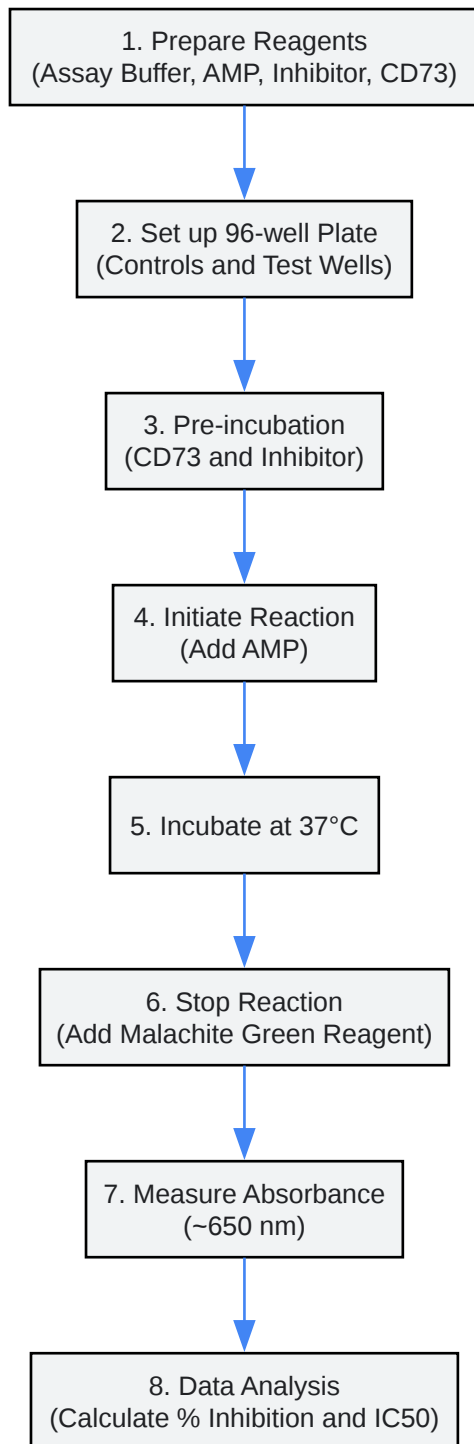 1. Prepare Reagents
(Assay Buffer, AMP, Inhibitor, CD73)
2. Set up 96-well Plate
(Controls and Test Wells)
3. Pre-incubation
(CD73 and Inhibitor)
4. Initiate Reaction
(Add AMP)
5. Incubate at 37°C
6. Stop Reaction
(Add Malachite Green Reagent)
7. Measure Absorbance
(~650 nm)
8. Data Analysis
(Calculate % Inhibition and IC50)